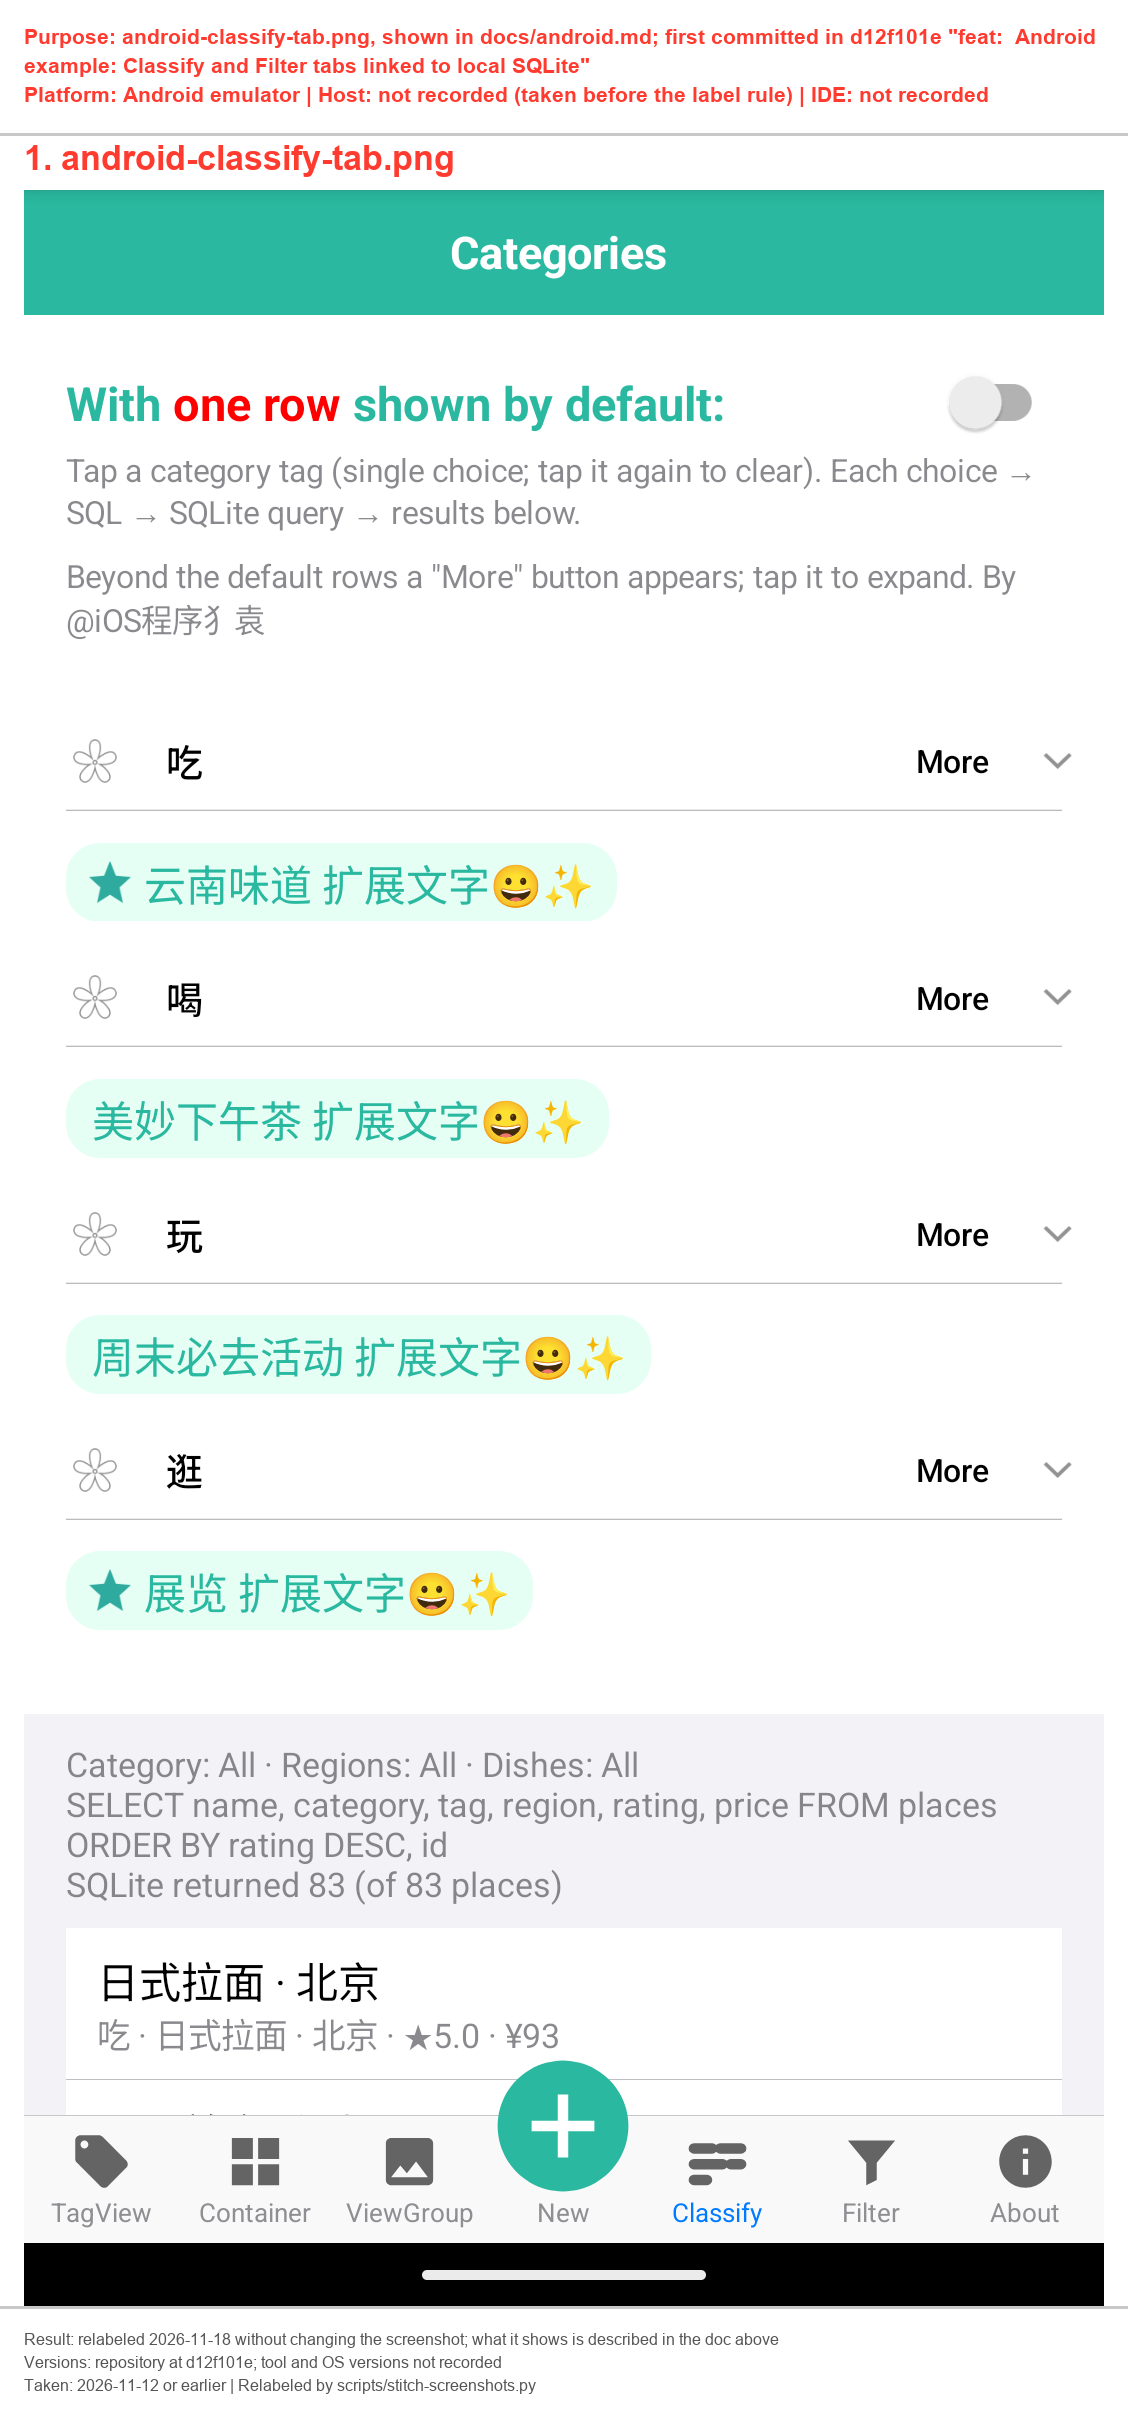 Purpose: android-classify-tab.png, shown in docs/android.md; first committed in d12f101e "feat:  Android
example: Classify and Filter tabs linked to local SQLite"
Platform: Android emulator | Host: not recorded (taken before the label rule) | IDE: not recorded
1. android-classify-tab.png
Categories
With one row shown by default:
Tap a category tag (single choice; tap it again to clear). Each choice →
SQL → SQLite query → results below.
Beyond the default rows a "More" button appears; tap it to expand. By
@iOS程序犭袁
吃 More
★ 云南味道 扩展文字😀✨
喝 More
美妙下午茶 扩展文字😀✨
玩 More
周末必去活动 扩展文字😀✨
逛 More
★ 展览 扩展文字😀✨
Category: All · Regions: All · Dishes: All
SELECT name, category, tag, region, rating, price FROM places
ORDER BY rating DESC, id
SQLite returned 83 (of 83 places)
日式拉面 · 北京
吃 · 日式拉面 · 北京 · ★5.0 · ¥93
TagView Container ViewGroup New Classify Filter About
Result: relabeled 2026-11-18 without changing the screenshot; what it shows is described in the doc above
Versions: repository at d12f101e; tool and OS versions not recorded
Taken: 2026-11-12 or earlier | Relabeled by scripts/stitch-screenshots.py